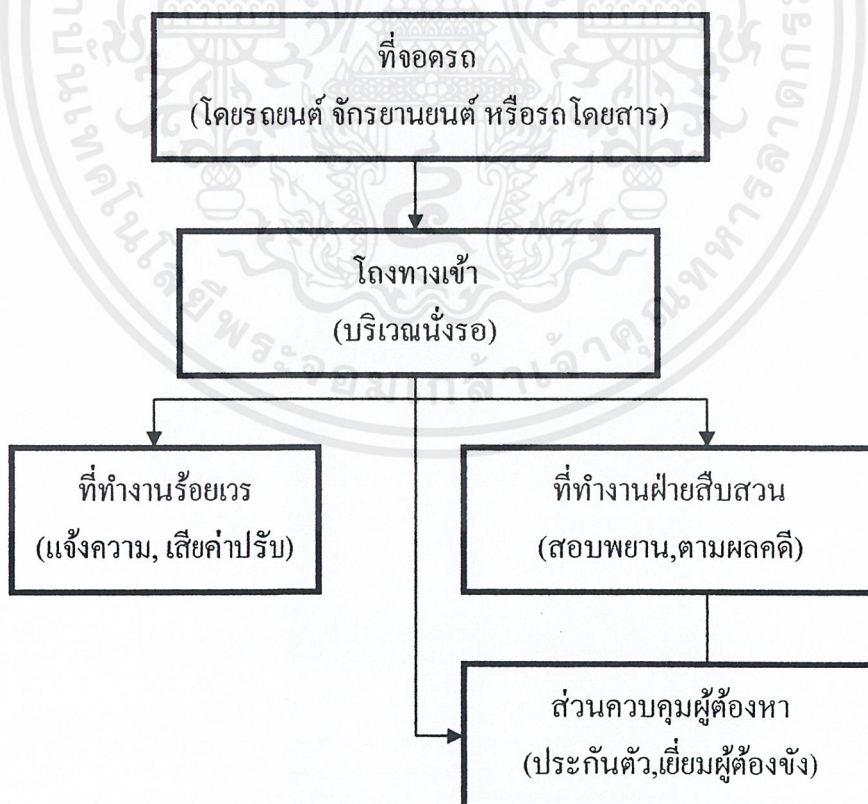 ที่จอดรถ
(โดยรถยนต์ จักรยานยนต์ หรือรถโดยสาร)
โถงทางเข้า
(บริเวณนั่งรอ)
ที่ทำงานร้อยเวร
(แจ้งความ, เสียค่าปรับ)
ที่ทำงานฝ่ายสืบสวน
(สอบพยาน,ตามผลคดี)
ส่วนควบคุมผู้ต้องหา
(ประกันตัว,เยี่ยมผู้ต้องขัง)